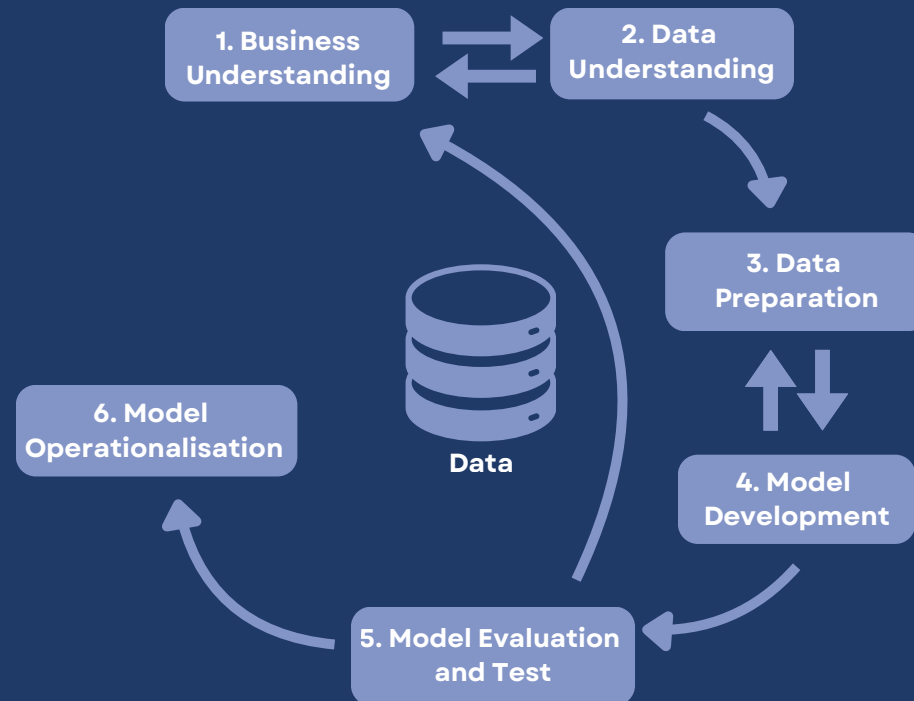 1. Business
Understanding
2. Data
Understanding
3. Data
Preparation
4. Model
Development
5. Model Evaluation
and Test
6. Model
Operationalisation
Data